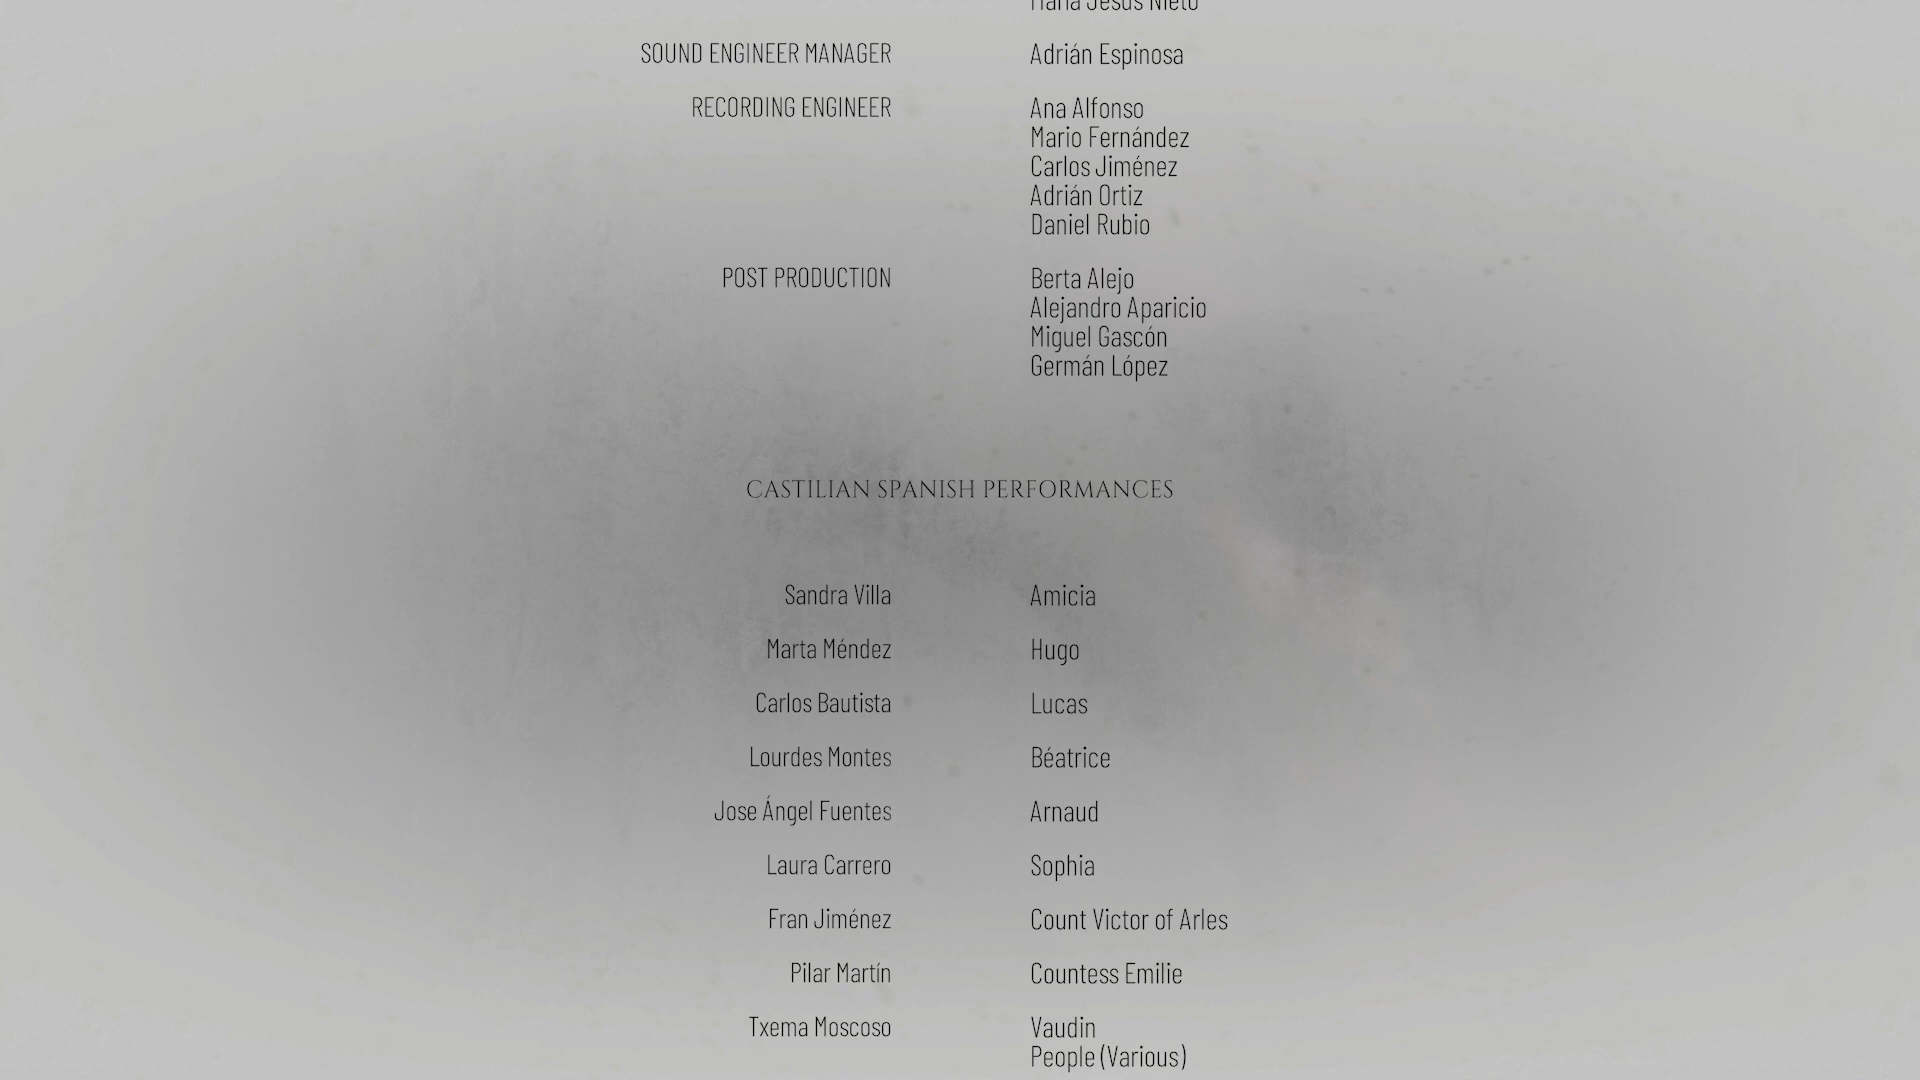 María Jesús Nieto
SOUND ENGINEER MANAGER Adrián Espinosa
RECORDING ENGINEER Ana Alfonso
Mario Fernández
Carlos Jiménez
Adrián Ortiz
Daniel Rubio
POST PRODUCTION Berta Alejo
Alejandro Aparicio
Miguel Gascón
Germán López
CASTILIAN SPANISH PERFORMANCES
Sandra Villa Amicia
Marta Méndez Hugo
Carlos Bautista Lucas
Lourdes Montes Béatrice
Jose Ángel Fuentes Arnaud
Laura Carrero Sophia
Fran Jiménez Count Victor of Arles
Pilar Martín Countess Emilie
Txema Moscoso Vaudin
People (Various)